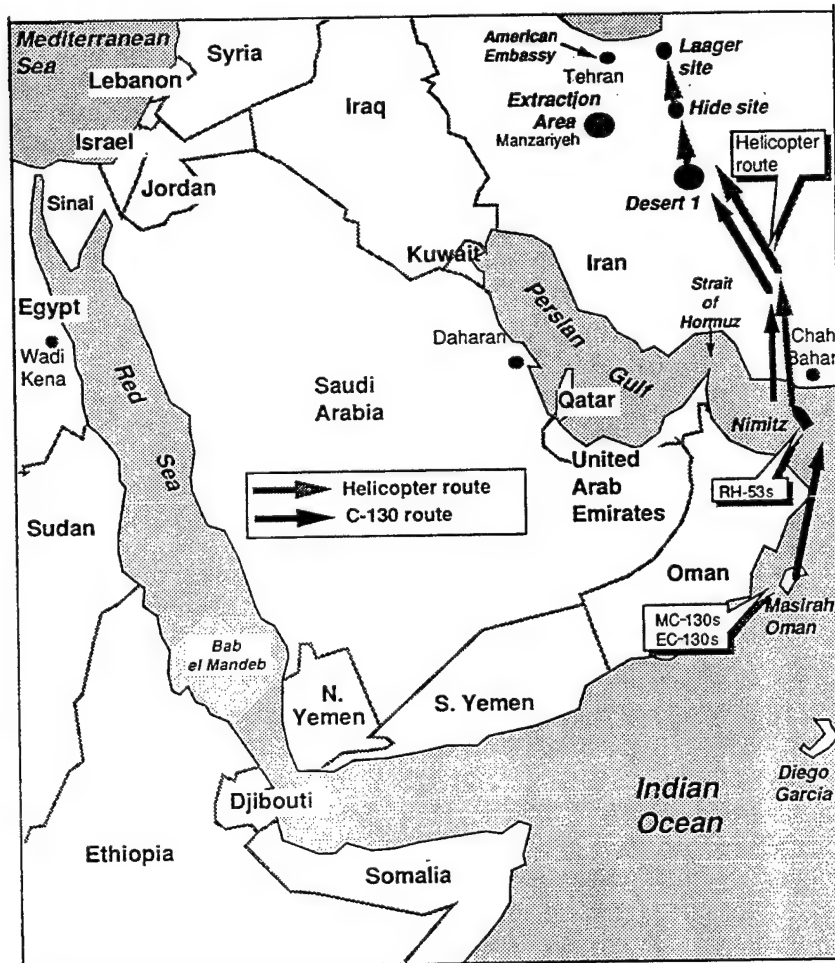 Mediterranean
Sea
Syria
Lebanon
Iraq
Israel
Jordan
Sinai
American
Embassy
Tehran
Laager
site
Extraction
Area
Manzariyeh
Hide site
Helicopter
route
Desert 1
Kuwait
Iran
Egypt
Wadi
Kena
Persian
Gulf
Strait
of
Hormuz
Chah
Bahar
Daharan
Red
Sea
Saudi
Arabia
Qatar
Nimitz
United
Arab
Emirates
RH-53s
Helicopter route
C-130 route
Sudan
Oman
MC-130s
EC-130s
Masirah
Oman
Bab
el Mandeb
N.
Yemen
S. Yemen
Djibouti
Indian
Ocean
Diego
Garcia
Ethiopia
Somalia